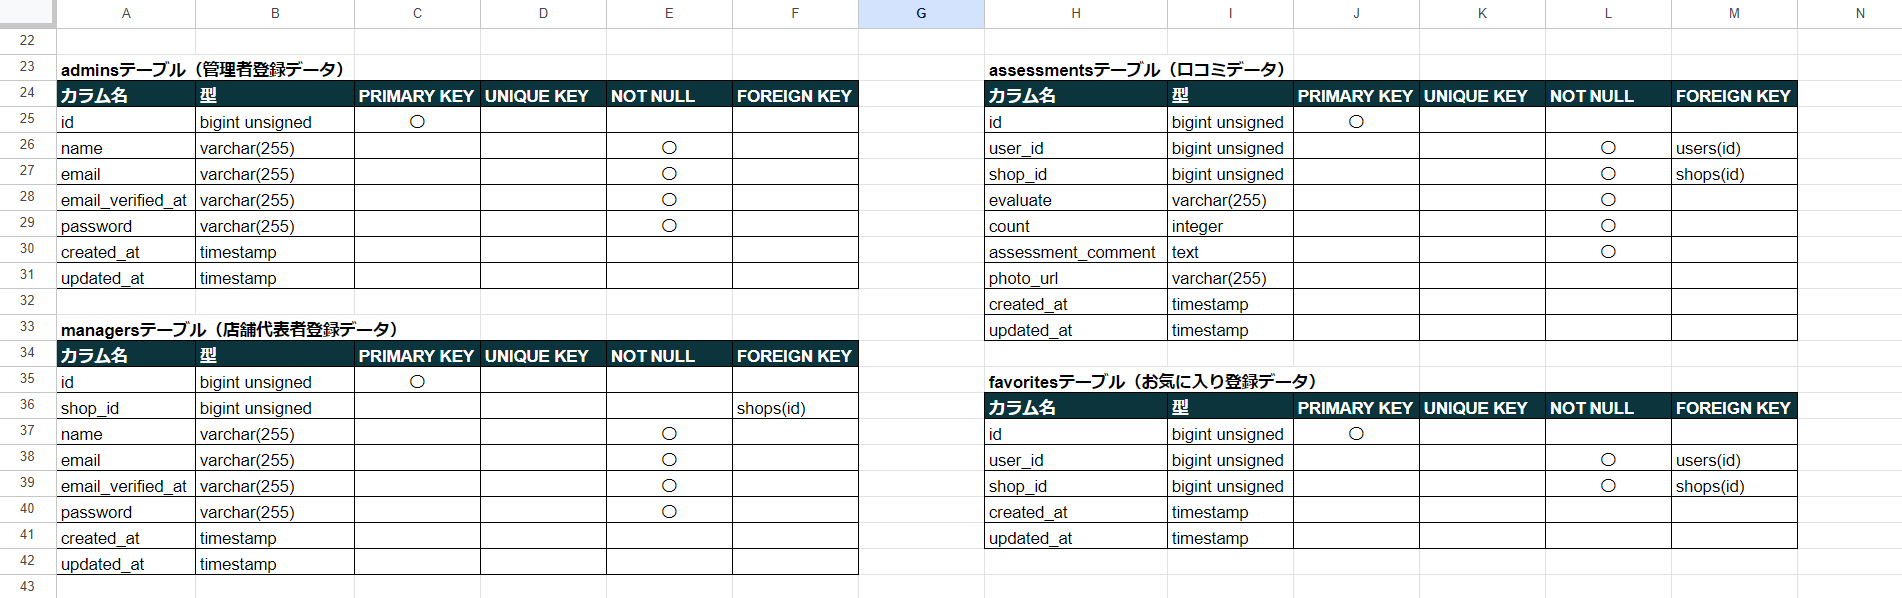 A B C D E F G H I J K L M N
22
23
adminsテーブル（管理者登録データ）
24 カラム名 型 PRIMARY KEY UNIQUE KEY NOT NULL FOREIGN KEY
25 id bigint unsigned ○
26 name varchar(255) ○
27 email varchar(255) ○
28 email_verified_at varchar(255) ○
29 password varchar(255) ○
30 created_at timestamp
31 updated_at timestamp
32
33
managersテーブル（店舗代表者登録データ）
34 カラム名 型 PRIMARY KEY UNIQUE KEY NOT NULL FOREIGN KEY
35 id bigint unsigned ○
36 shop_id bigint unsigned shops(id)
37 name varchar(255) ○
38 email varchar(255) ○
39 email_verified_at varchar(255) ○
40 password varchar(255) ○
41 created_at timestamp
42 updated_at timestamp
43
assessmentsテーブル（口コミデータ）
カラム名 型 PRIMARY KEY UNIQUE KEY NOT NULL FOREIGN KEY
id bigint unsigned ○
user_id bigint unsigned ○ users(id)
shop_id bigint unsigned ○ shops(id)
evaluate varchar(255) ○
count integer ○
assessment_comment text ○
photo_url varchar(255)
created_at timestamp
updated_at timestamp
favoritesテーブル（お気に入り登録データ）
カラム名 型 PRIMARY KEY UNIQUE KEY NOT NULL FOREIGN KEY
id bigint unsigned ○
user_id bigint unsigned ○ users(id)
shop_id bigint unsigned ○ shops(id)
created_at timestamp
updated_at timestamp